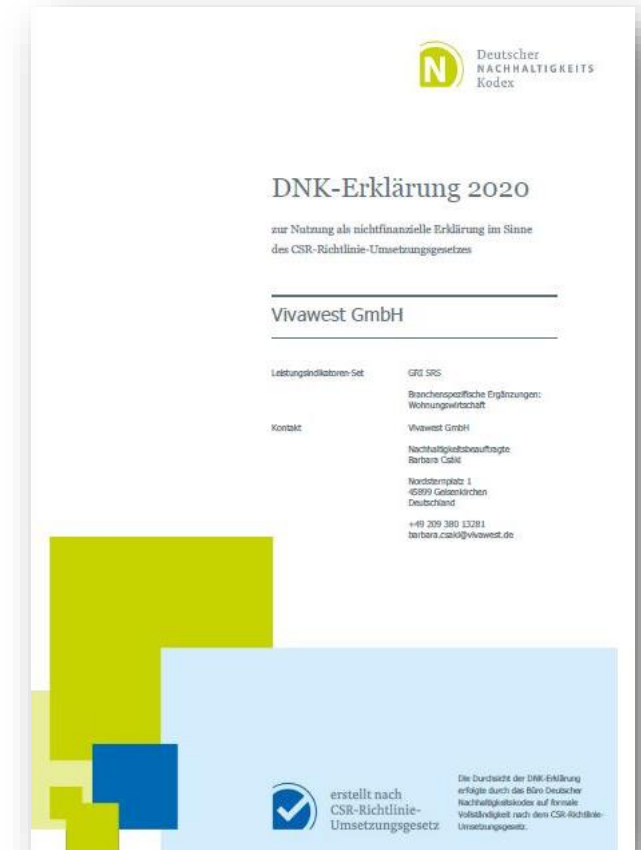 N
Deutscher
NACHHALTIGKEITS
Kodex
DNK-Erklärung 2020
zur Nutzung als nichtfinanzielle Erklärung im Sinne
des CSR-Richtlinie-Umsetzungsgesetzes
Vivawest GmbH
Leistungsindikatoren-Set
GRI SRS
Branchenspezifische Ergänzungen:
Wohnungswirtschaft
Kontakt
Vivawest GmbH
Nachhaltigkeitsbeauftragte
Barbara Csáki
Nordsternplatz 1
45899 Gelsenkirchen
Deutschland
+49 209 380 13281
barbara.csaki@vivawest.de
erstellt nach
CSR-Richtlinie-
Umsetzungsgesetz
Die Durchsicht der DNK-Erklärung
erfolgte durch das Büro Deutscher
Nachhaltigkeitskodex auf formale
Vollständigkeit nach dem CSR-Richtlinie-
Umsetzungsgesetz.